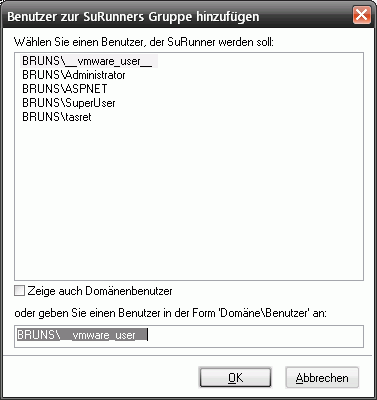 Benutzer zur SuRunners Gruppe hinzufügen
Wählen Sie einen Benutzer, der SuRunner werden soll:
BRUNS\__vmware_user__
BRUNS\Administrator
BRUNS\ASPNET
BRUNS\SuperUser
BRUNS\tasret
Zeige auch Domänenbenutzer
oder geben Sie einen Benutzer in der Form 'Domäne\Benutzer' an:
BRUNS\__vmware_user__
OK
Abbrechen